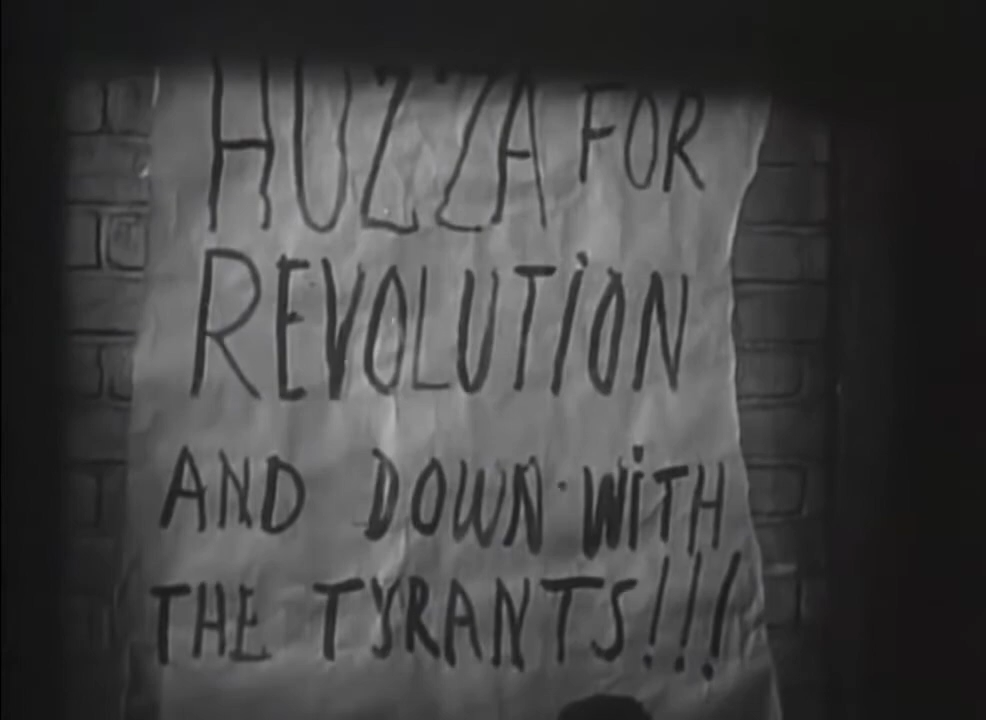 HUZZA FOR
REVOLUTION
AND DOWN WiTH
THE TYRANTS!!!